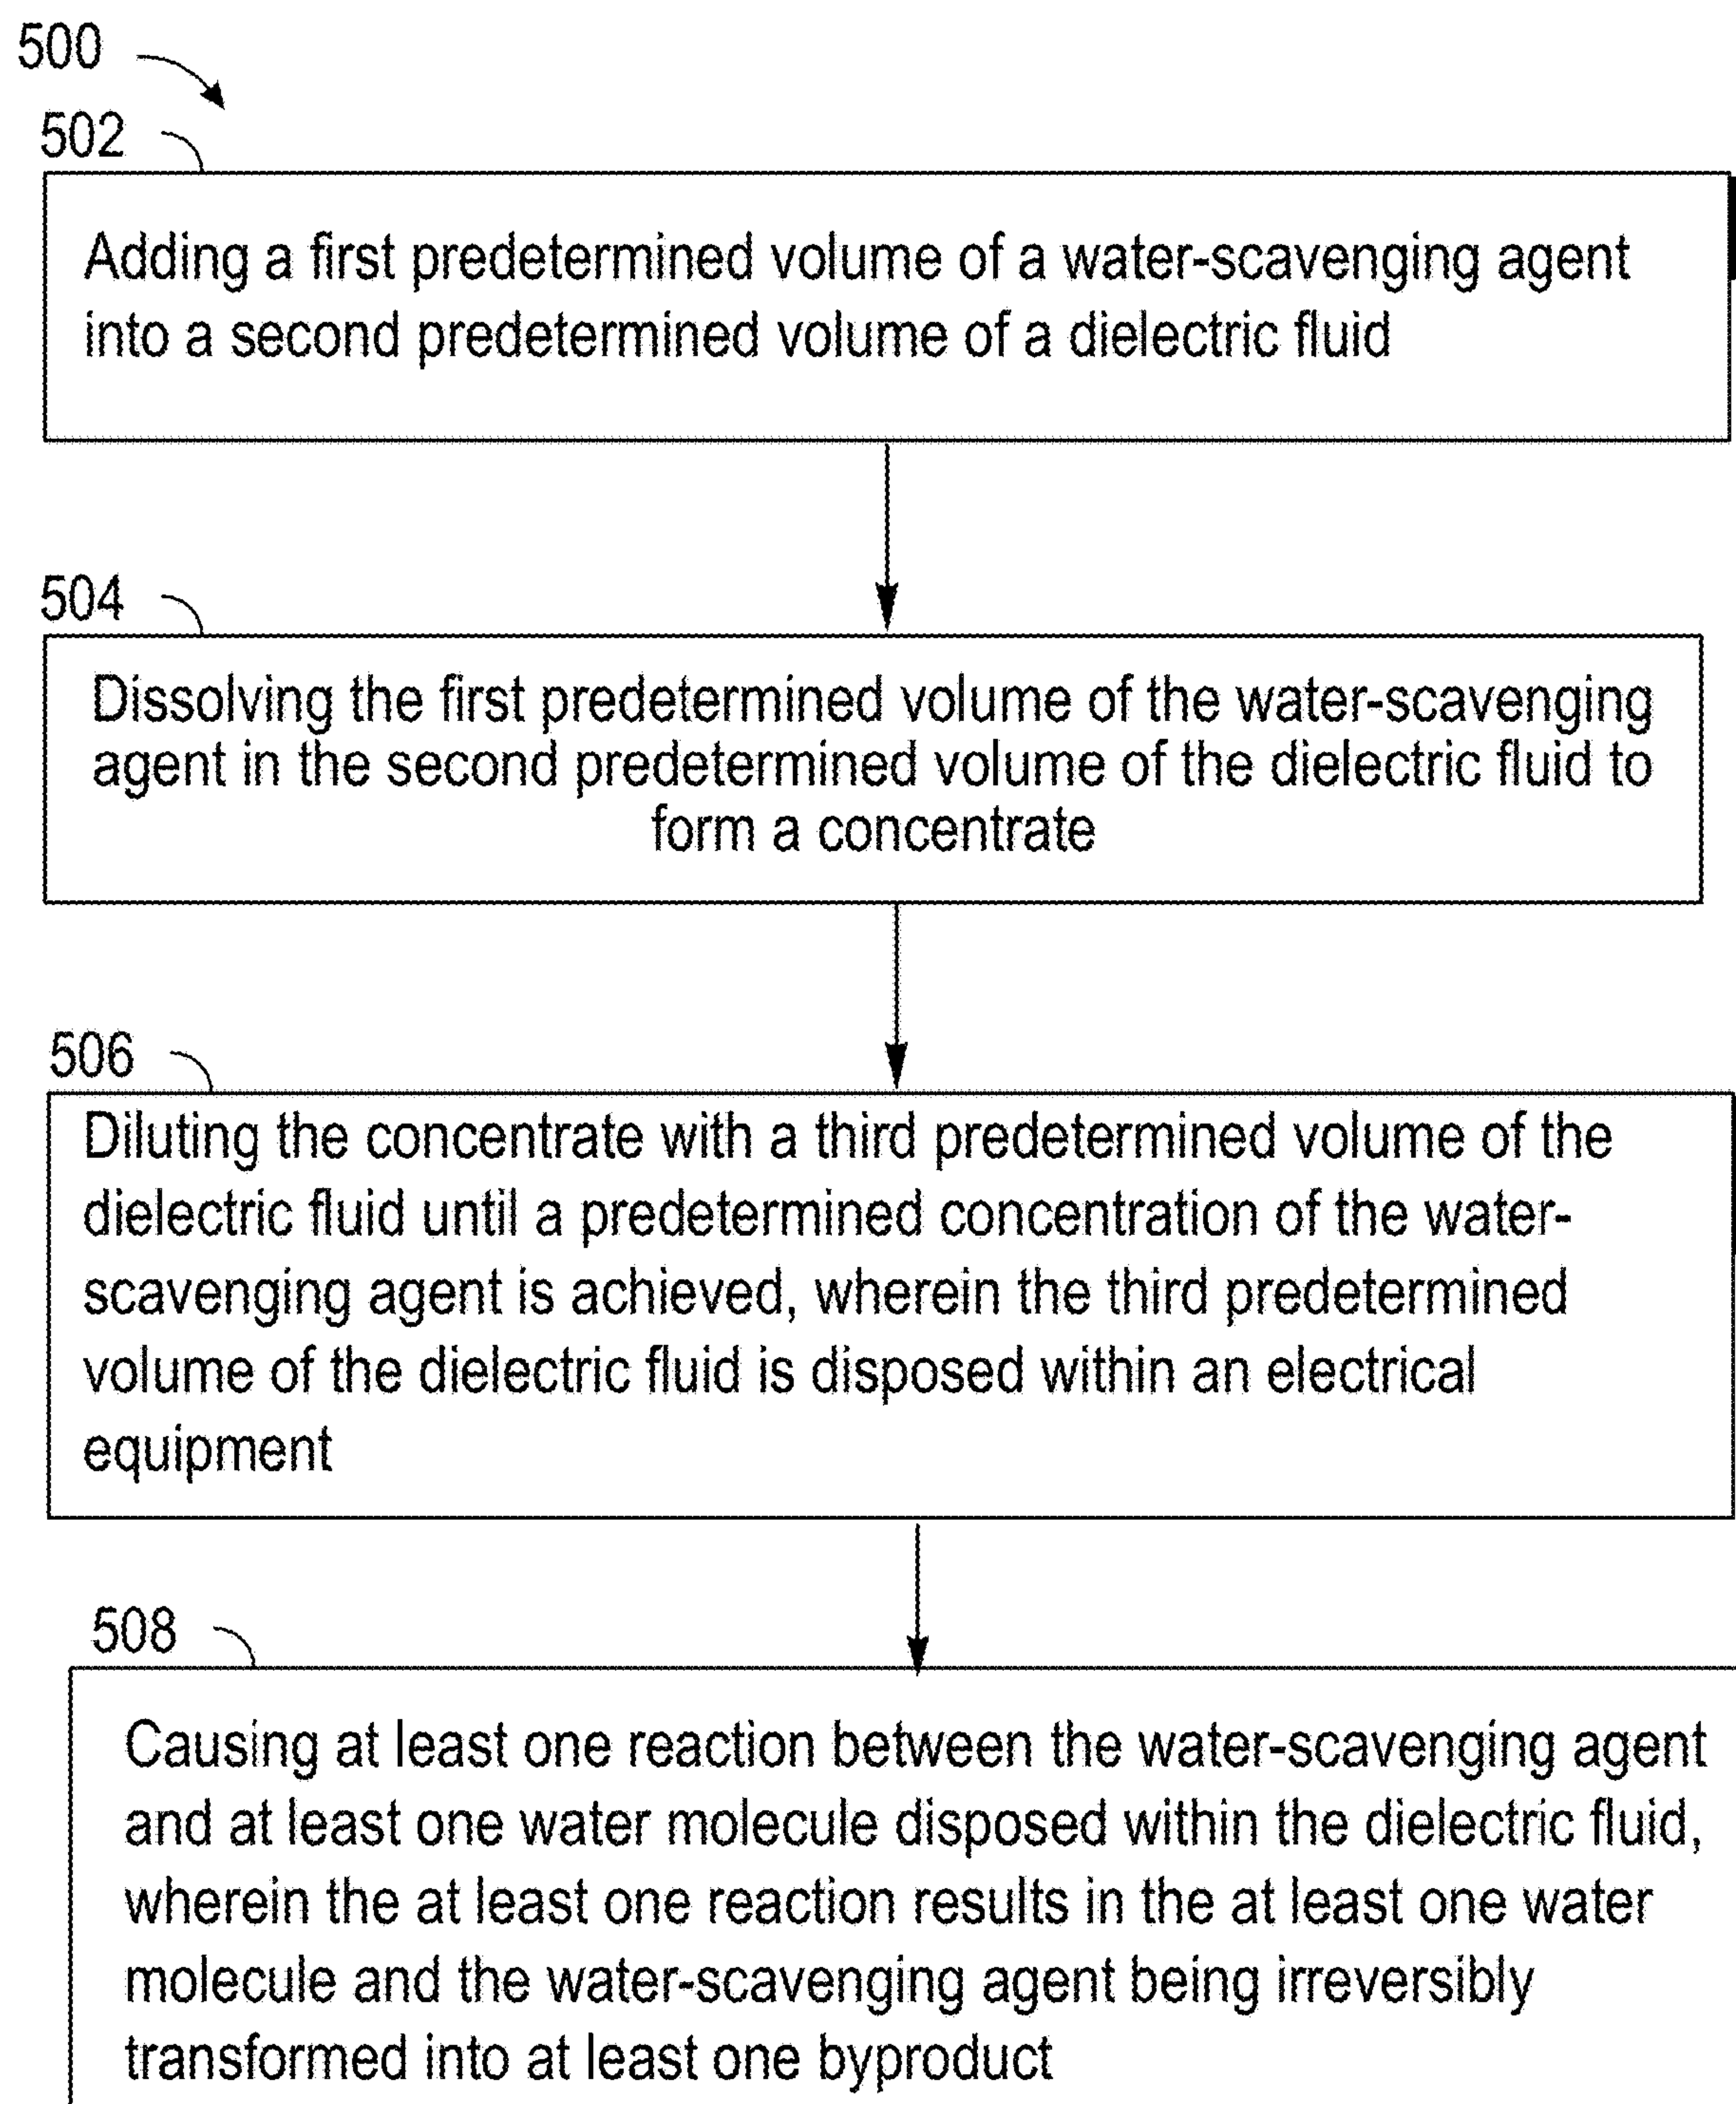 500
502
Adding a first predetermined volume of a water-scavenging agent
into a second predetermined volume of a dielectric fluid
504
Dissolving the first predetermined volume of the water-scavenging
agent in the second predetermined volume of the dielectric fluid to
form a concentrate
506
Diluting the concentrate with a third predetermined volume of the
dielectric fluid until a predetermined concentration of the water-
scavenging agent is achieved, wherein the third predetermined
volume of the dielectric fluid is disposed within an electrical
equipment
508
Causing at least one reaction between the water-scavenging agent
and at least one water molecule disposed within the dielectric fluid,
wherein the at least one reaction results in the at least one water
molecule and the water-scavenging agent being irreversibly
transformed into at least one byproduct